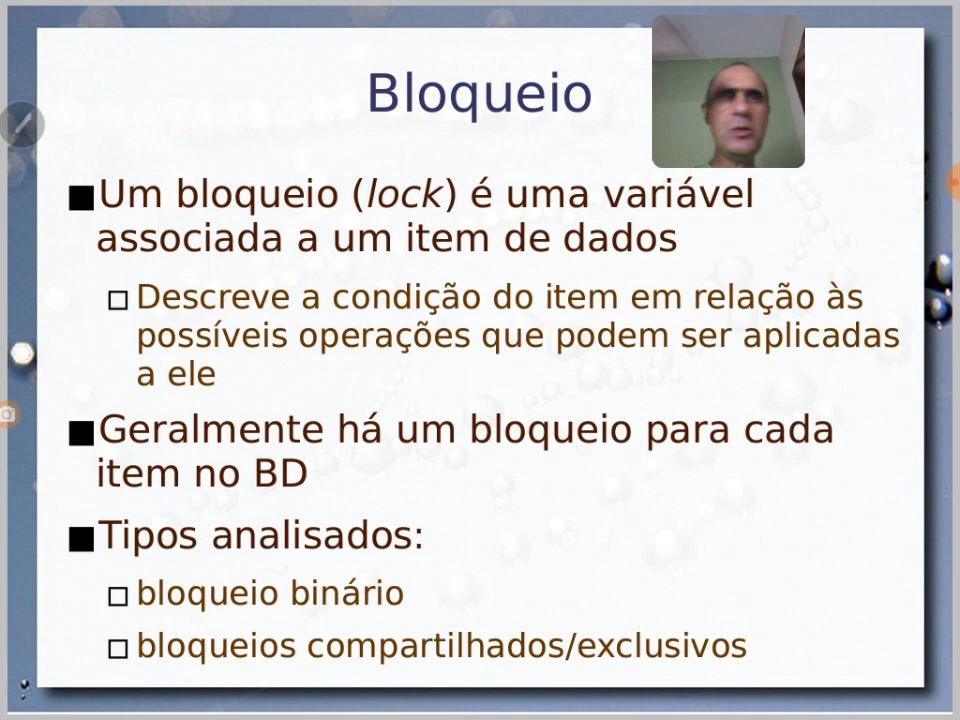 Bloqueio
Um bloqueio (lock) é uma variável
associada a um item de dados
Descreve a condição do item em relação às
possíveis operações que podem ser aplicadas
a ele
Geralmente há um bloqueio para cada
item no BD
Tipos analisados:
bloqueio binário
bloqueios compartilhados/exclusivos